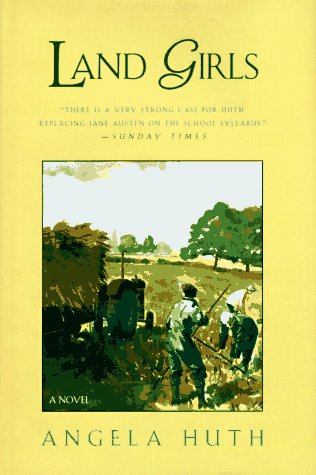 LAND GIRLS
"THERE IS A VERY STRONG CASE FOR HUTH
REPLACING JANE AUSTEN ON THE SCHOOL SYLLABUS."
—SUNDAY TIMES
A NOVEL
ANGELA HUTH